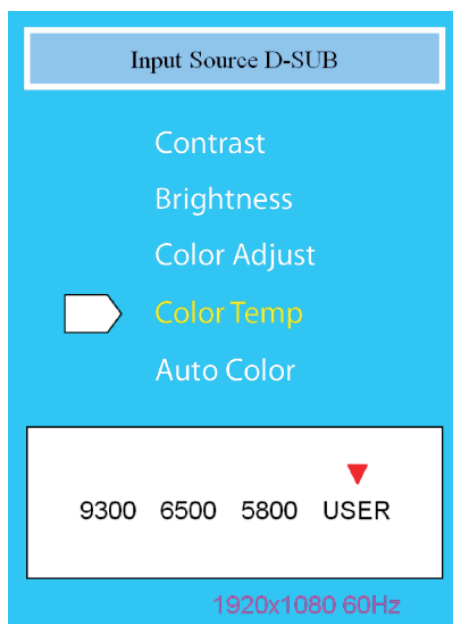 Input Source D-SUB
Contrast
Brightness
Color Adjust
Color Temp
Auto Color
9300 6500 5800 USER
1920x1080 60Hz